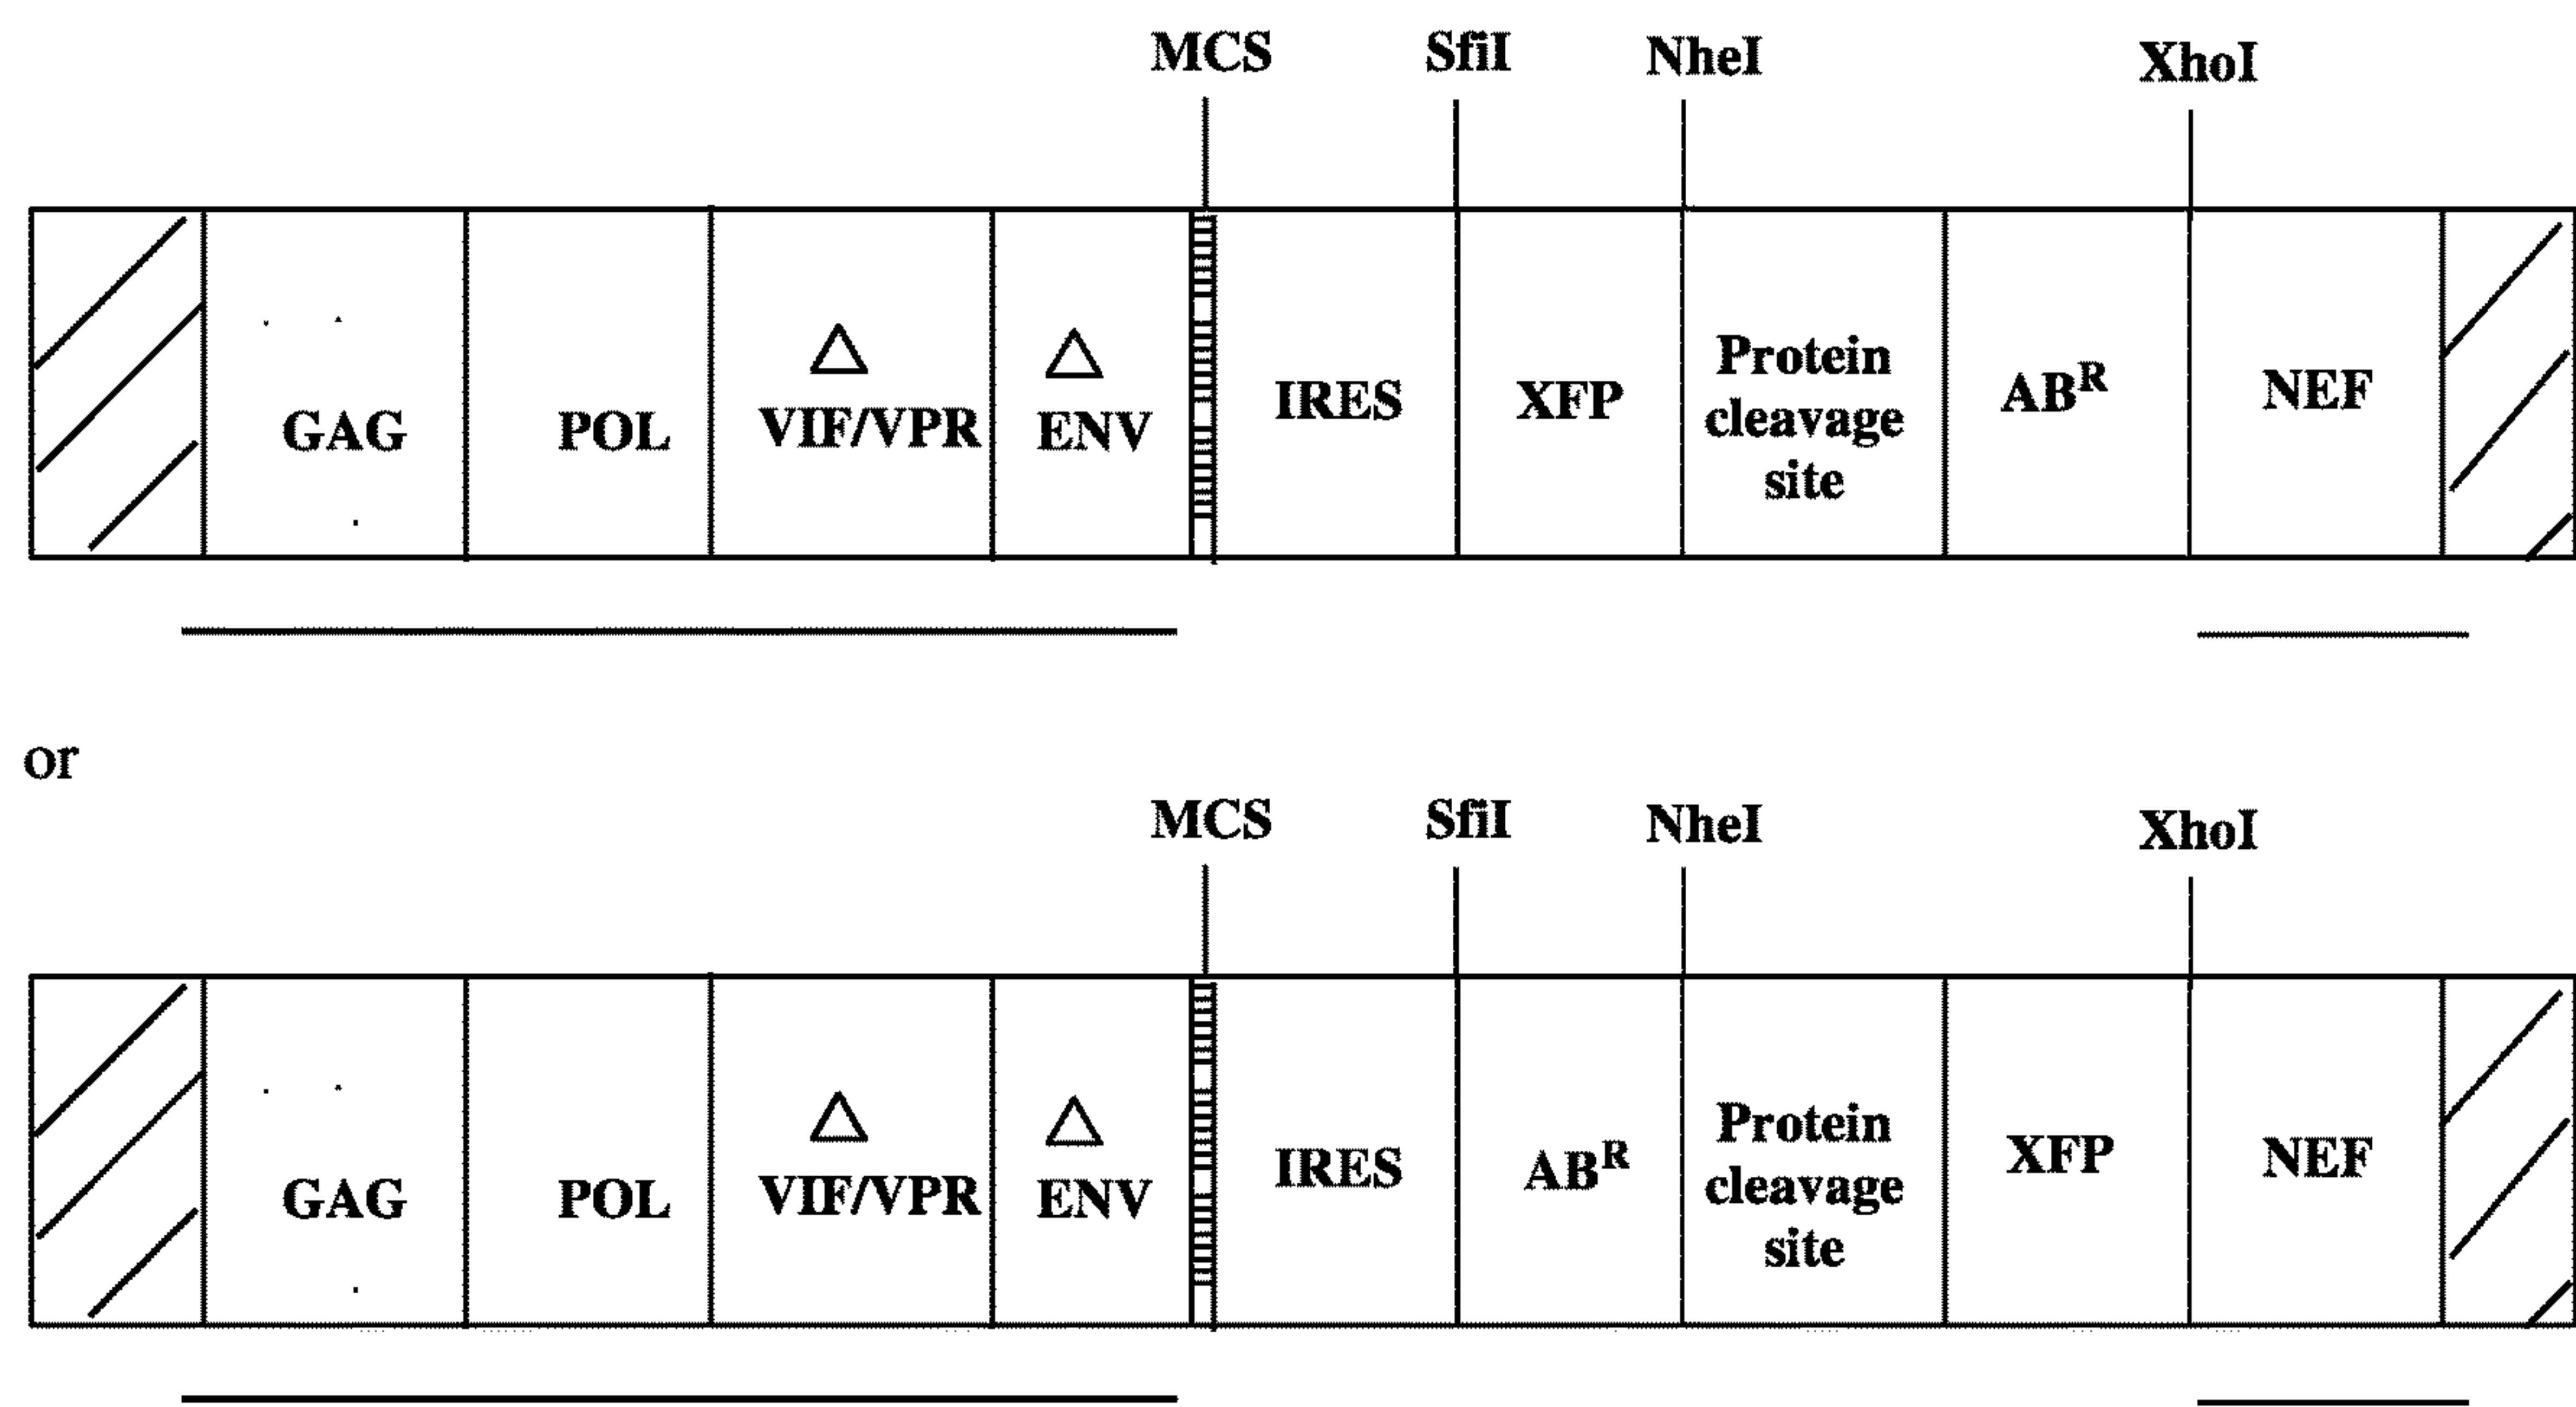 MCS SfiI NheI XhoI
△ △
GAG POL VIF/VPR ENV IRES XFP Protein cleavage site AB^R NEF
or
MCS SfiI NheI XhoI
△ △
GAG POL VIF/VPR ENV IRES AB^R Protein cleavage site XFP NEF